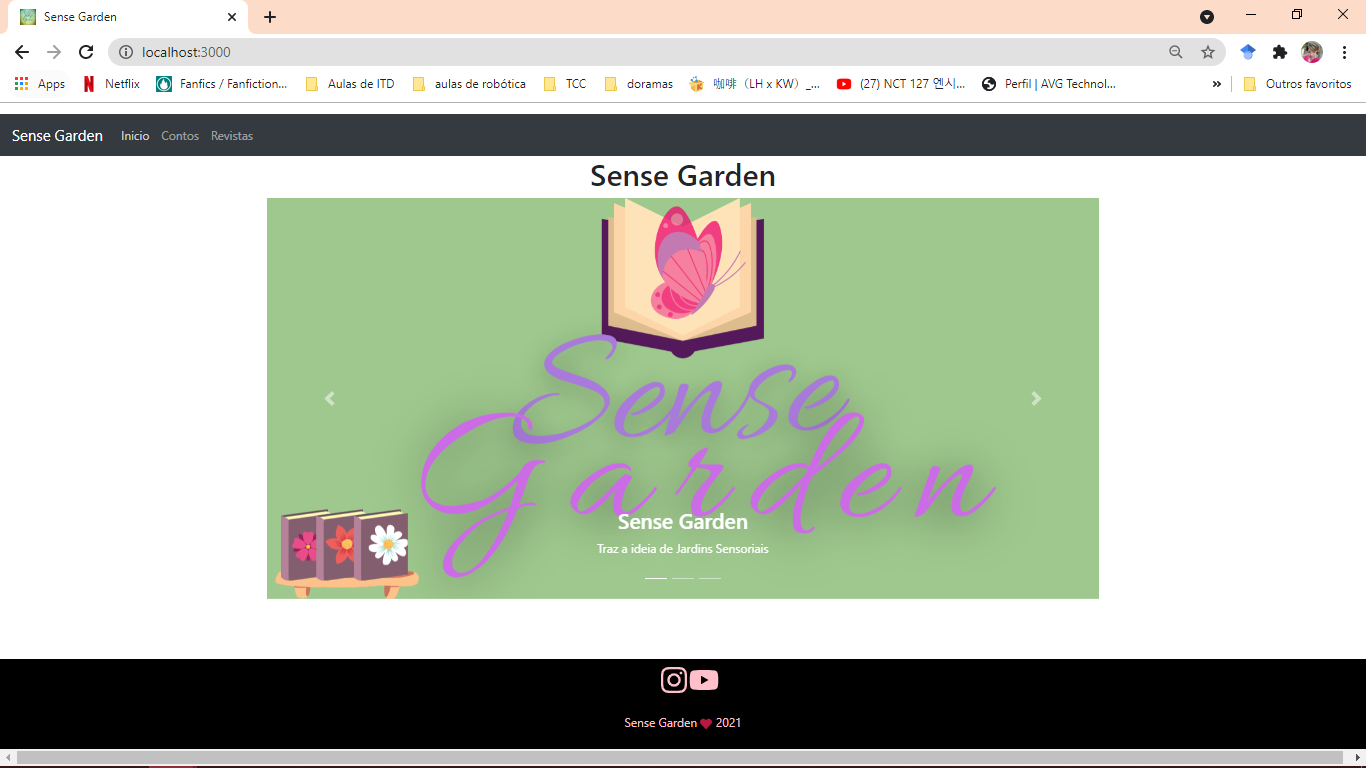 Sense Garden
localhost:3000
Apps Netflix Fanfics / Fanfiction... Aulas de ITD aulas de robótica TCC doramas 咖啡（LH x KW）_... (27) NCT 127 엔시... Perfil | AVG Technol... » Outros favoritos
Sense Garden Inicio Contos Revistas
Sense Garden
Sense
Garden
Sense Garden
Traz a ideia de Jardins Sensoriais
Sense Garden 2021